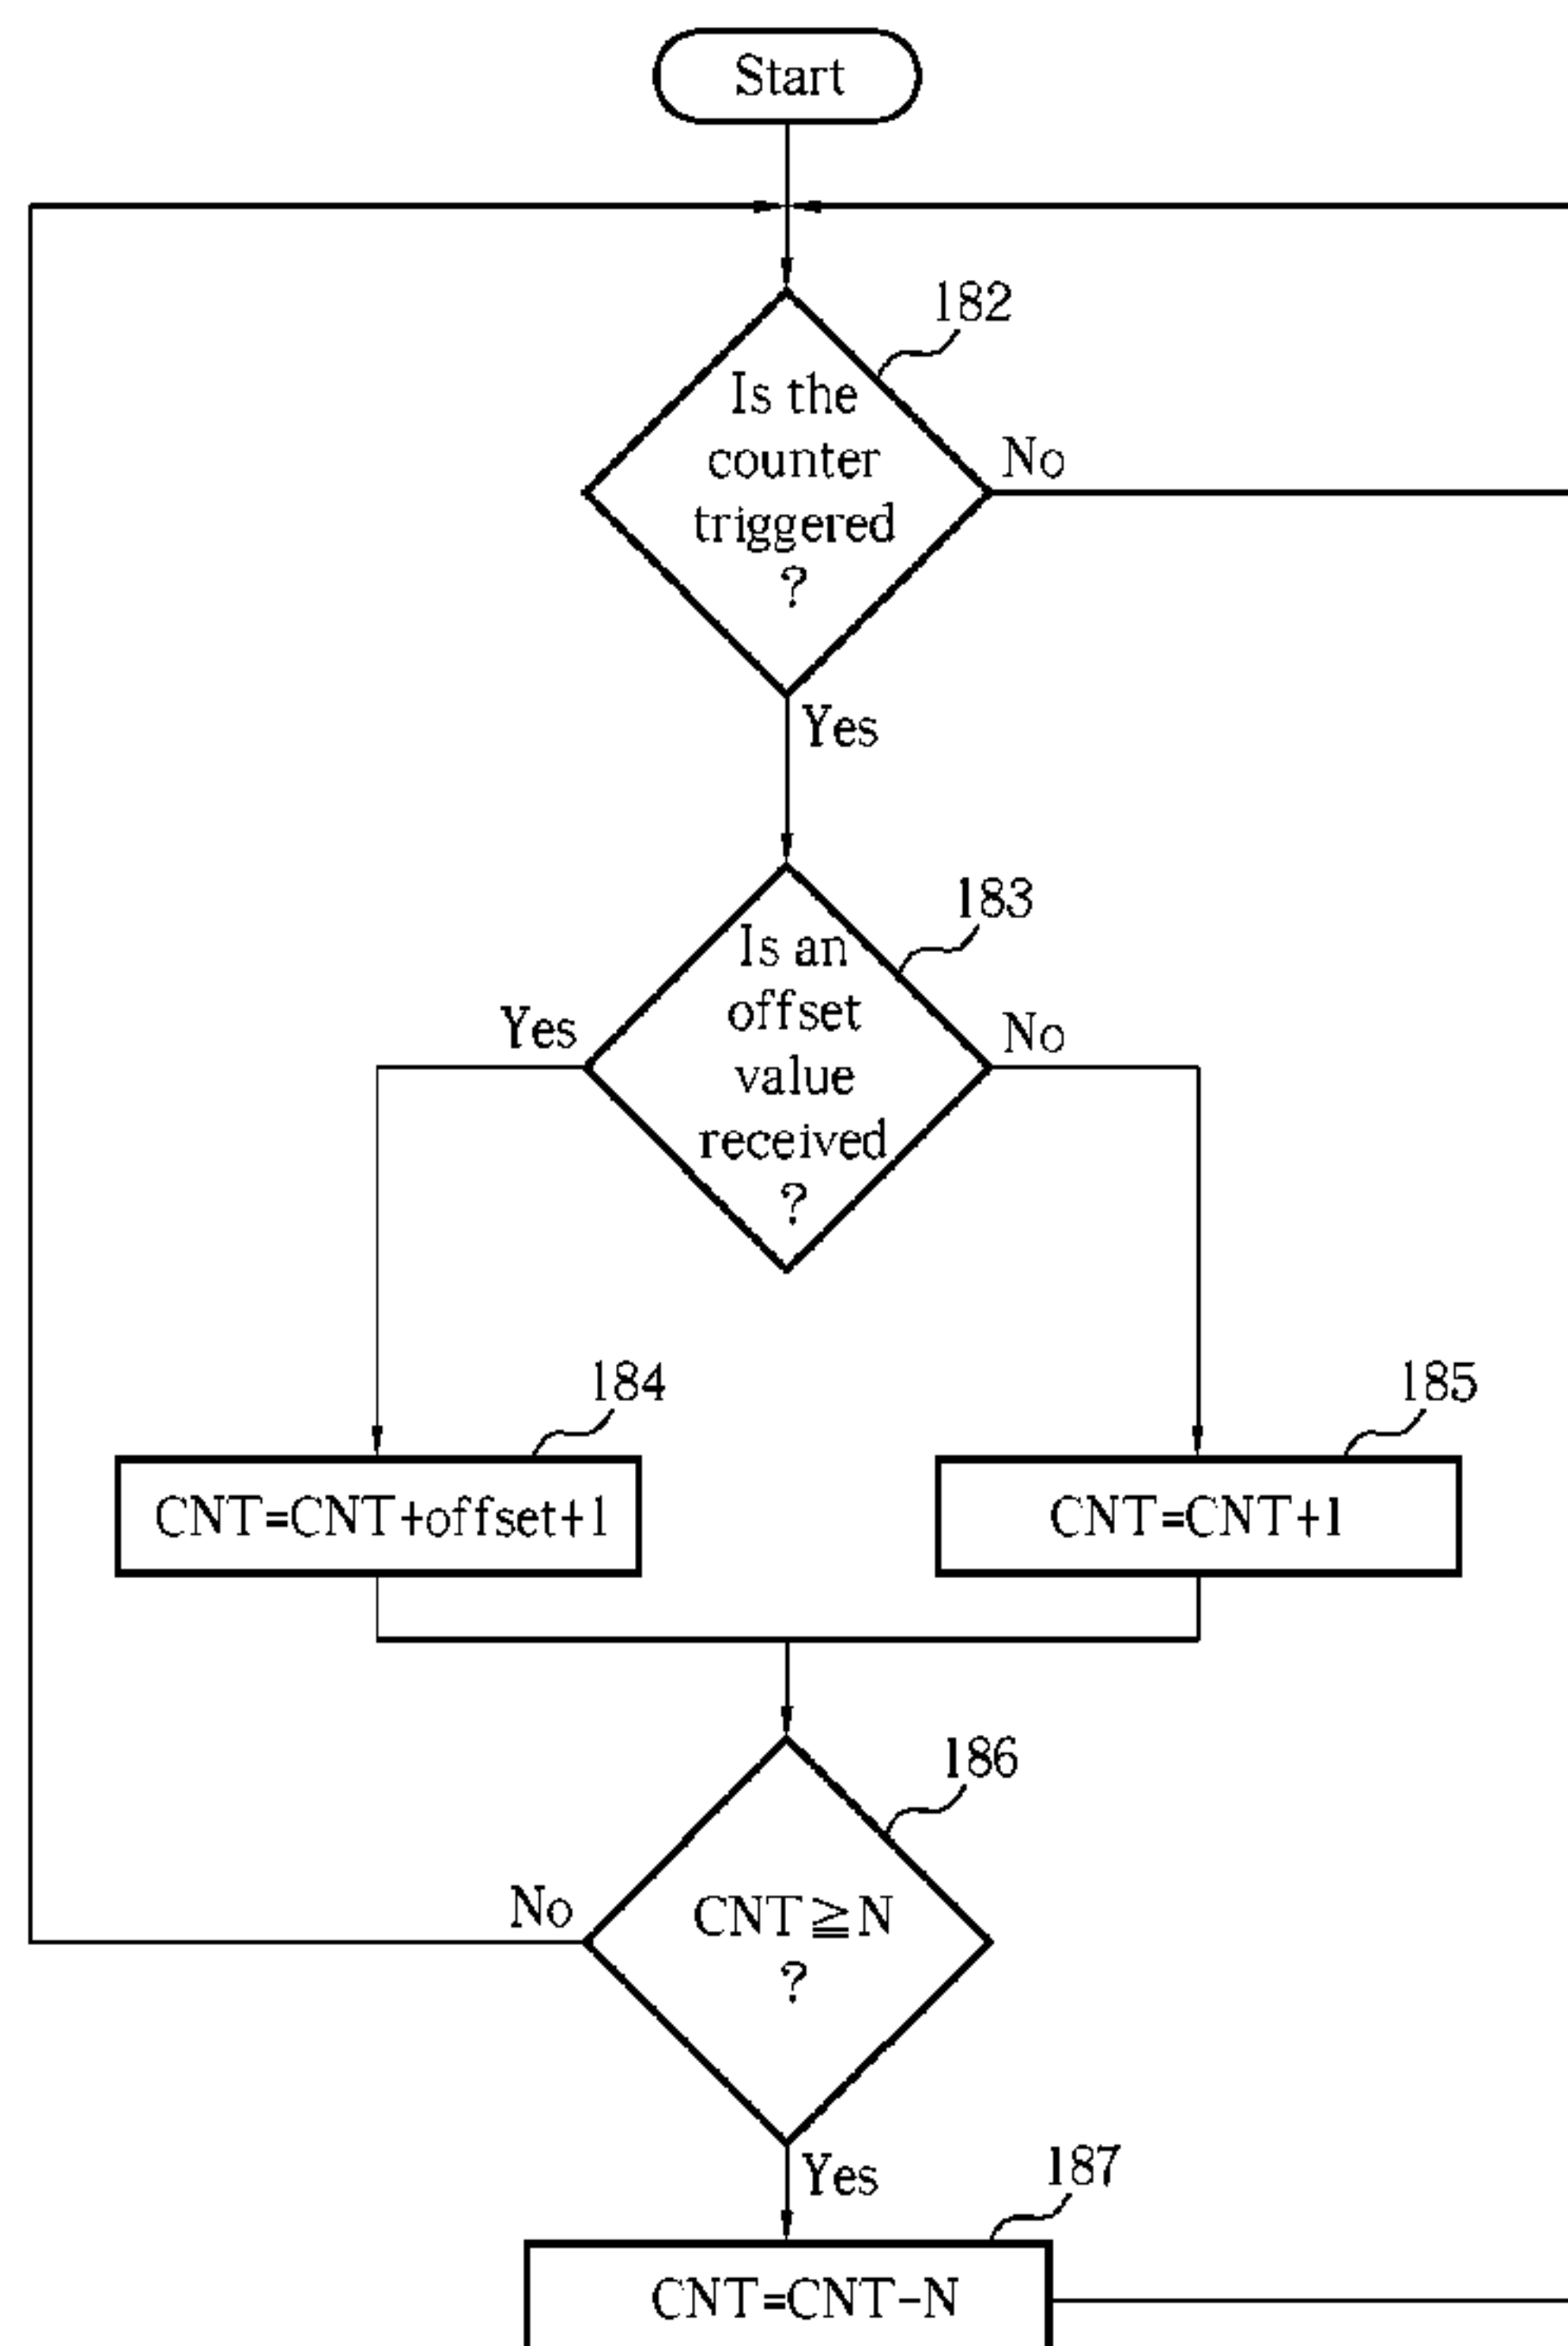 Start
182
Is the
counter
triggered
?
No
Yes
183
Is an
offset
value
received
?
Yes
No
184
CNT=CNT+offset+1
185
CNT=CNT+1
186
CNT≧N
?
No
Yes
187
CNT=CNT-N